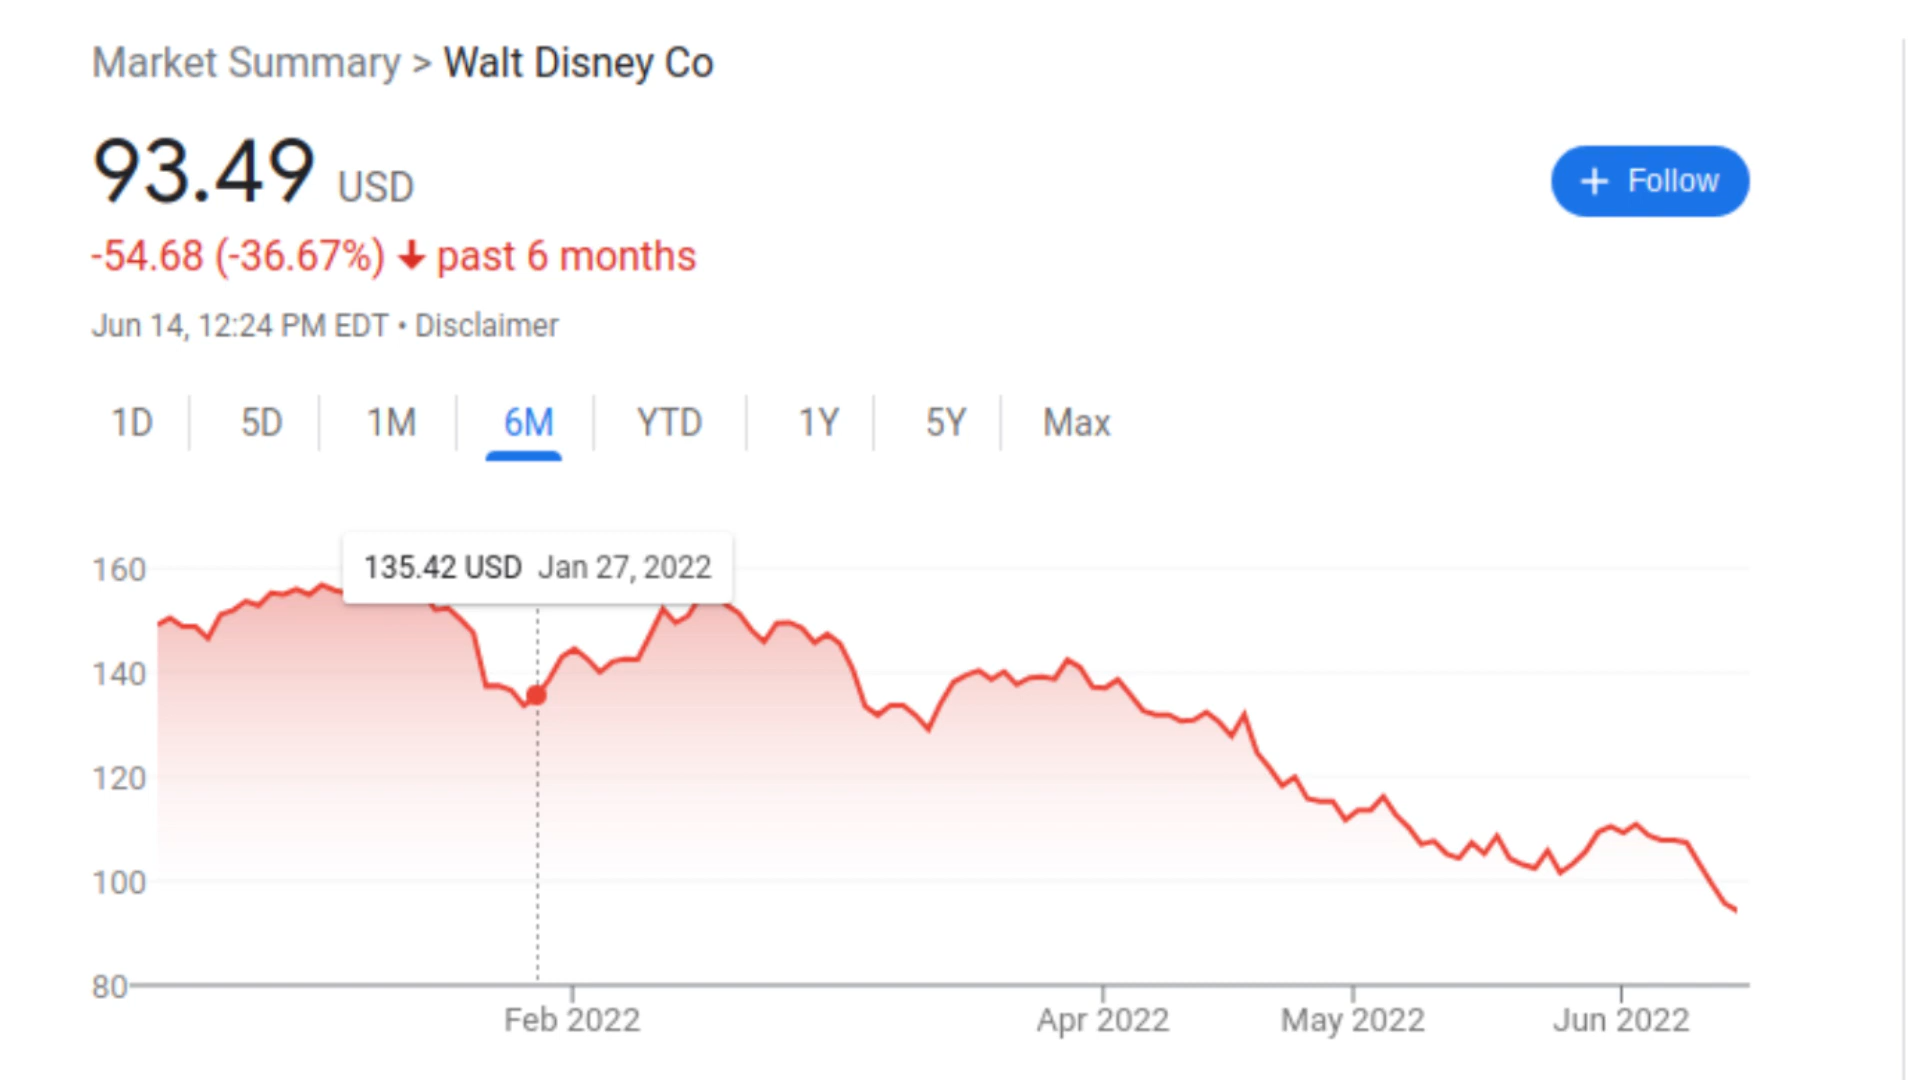 Market Summary > Walt Disney Co
93.49 USD
+ Follow
-54.68 (-36.67%) ↓ past 6 months
Jun 14, 12:24 PM EDT • Disclaimer
1D 5D 1M 6M YTD 1Y 5Y Max
135.42 USD Jan 27, 2022
160
140
120
100
80
Feb 2022 Apr 2022 May 2022 Jun 2022